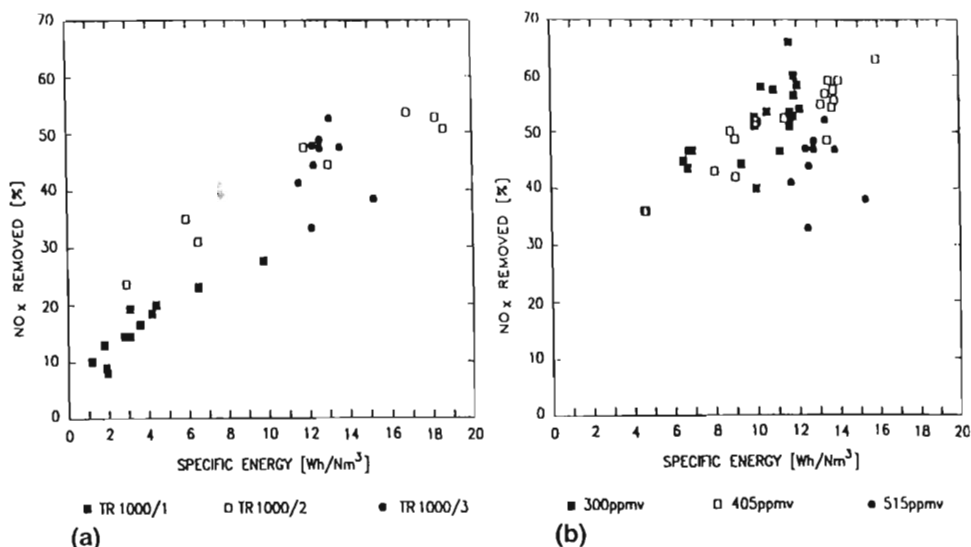 70
60
50
40
30
20
10
0
NOx REMOVED [%]
0 2 4 6 8 10 12 14 16 18 20
SPECIFIC ENERGY [Wh/Nm³]
■ TR 1000/1 □ TR 1000/2 ● TR 1000/3
(a)
70
60
50
40
30
20
10
0
NOx REMOVED [%]
0 2 4 6 8 10 12 14 16 18 20
SPECIFIC ENERGY [Wh/Nm³]
■ 300ppmv □ 405ppmv ● 515ppmv
(b)